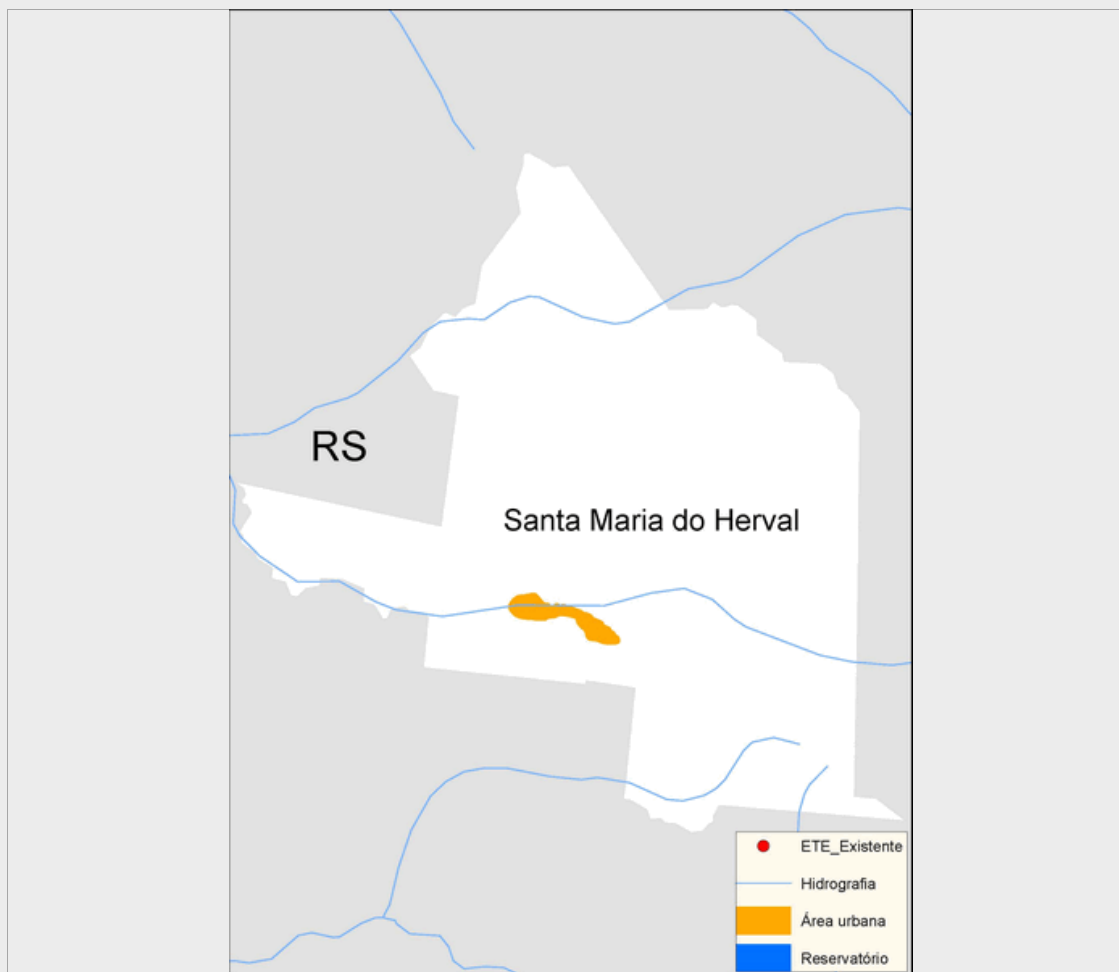 RS
Santa Maria do Herval
ETE_Existente
Hidrografia
Área urbana
Reservatório